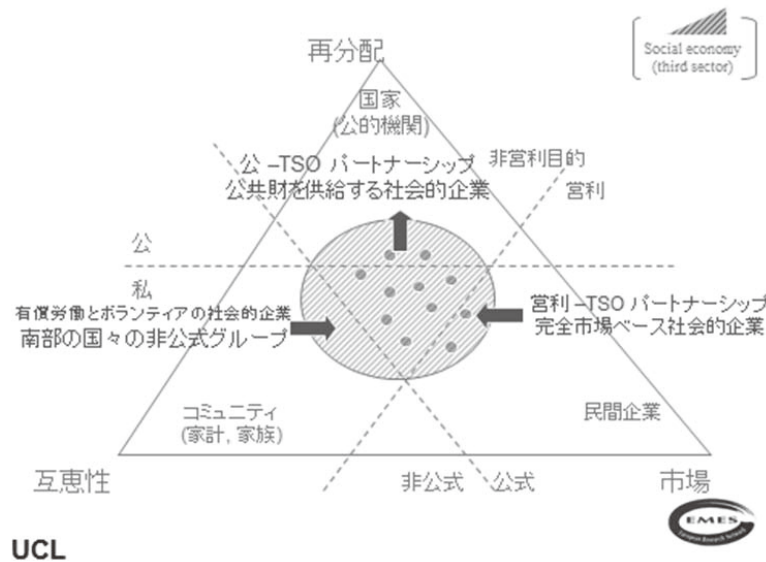 Social economy
(third sector)
再分配
国家
(公的機関)
公 –TSO パートナーシップ
公共財を供給する社会的企業
非営利目的
営利
公
私
有償労働とボランティアの社会的企業
南部の国々の非公式グループ
営利 –TSO パートナーシップ
完全市場ベース社会的企業
コミュニティ
(家計, 家族)
民間企業
互恵性
非公式
公式
市場
EMES
European Research Network
UCL